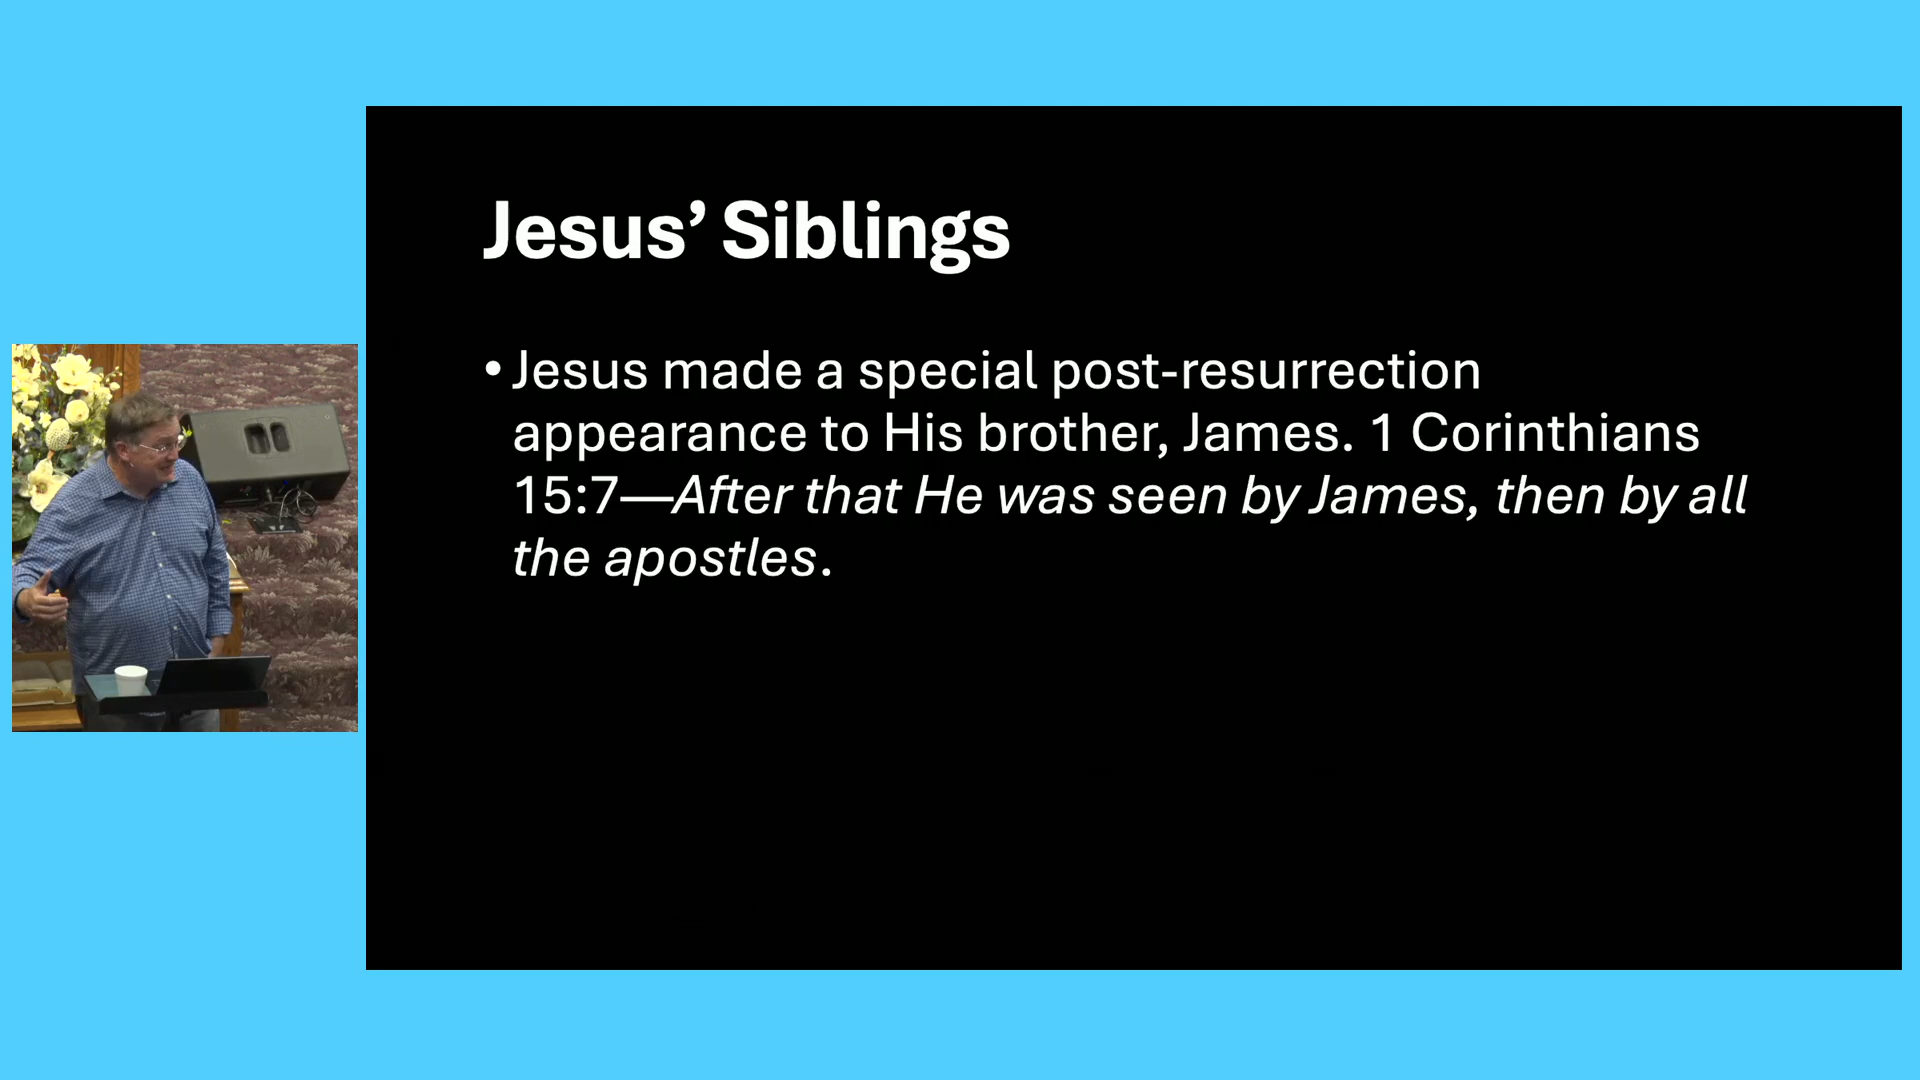 Jesus’ Siblings
• Jesus made a special post-resurrection
appearance to His brother, James. 1 Corinthians
15:7—After that He was seen by James, then by all
the apostles.